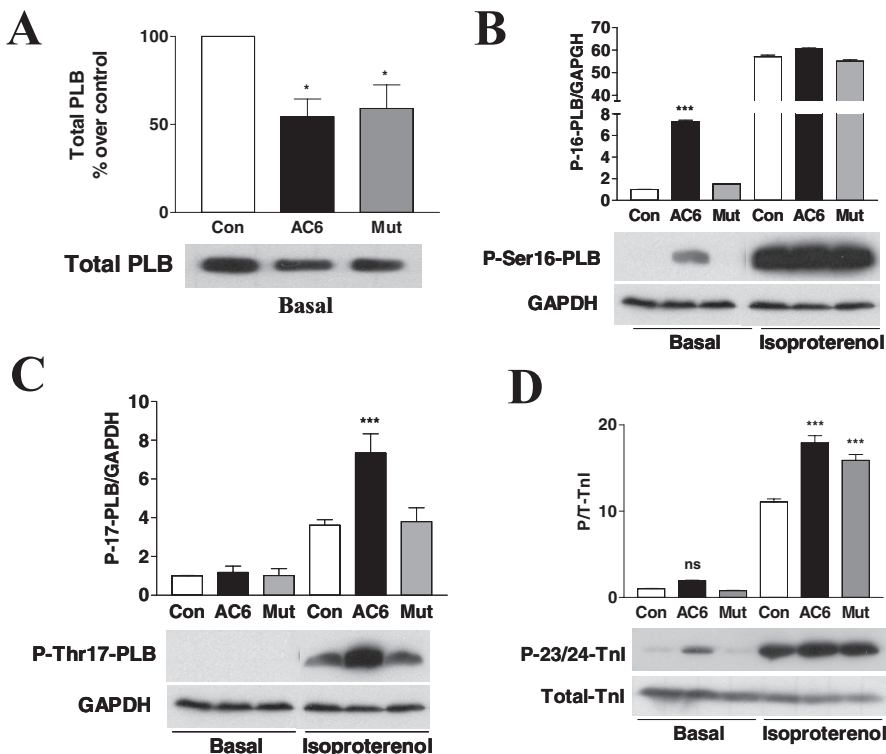 A
Total PLB
% over control
100
50
0
*
*
Con AC6 Mut
Total PLB
Basal
B
P-16-PLB/GAPGH
70
60
50
40
8
6
4
2
0
***
Con AC6 Mut Con AC6 Mut
P-Ser16-PLB
GAPDH
Basal Isoproterenol
C
P-17-PLB/GAPDH
10
8
6
4
2
0
***
Con AC6 Mut Con AC6 Mut
P-Thr17-PLB
GAPDH
Basal Isoproterenol
D
P/T-TnI
20
10
0
ns
***
***
Con AC6 Mut Con AC6 Mut
P-23/24-TnI
Total-TnI
Basal Isoproterenol